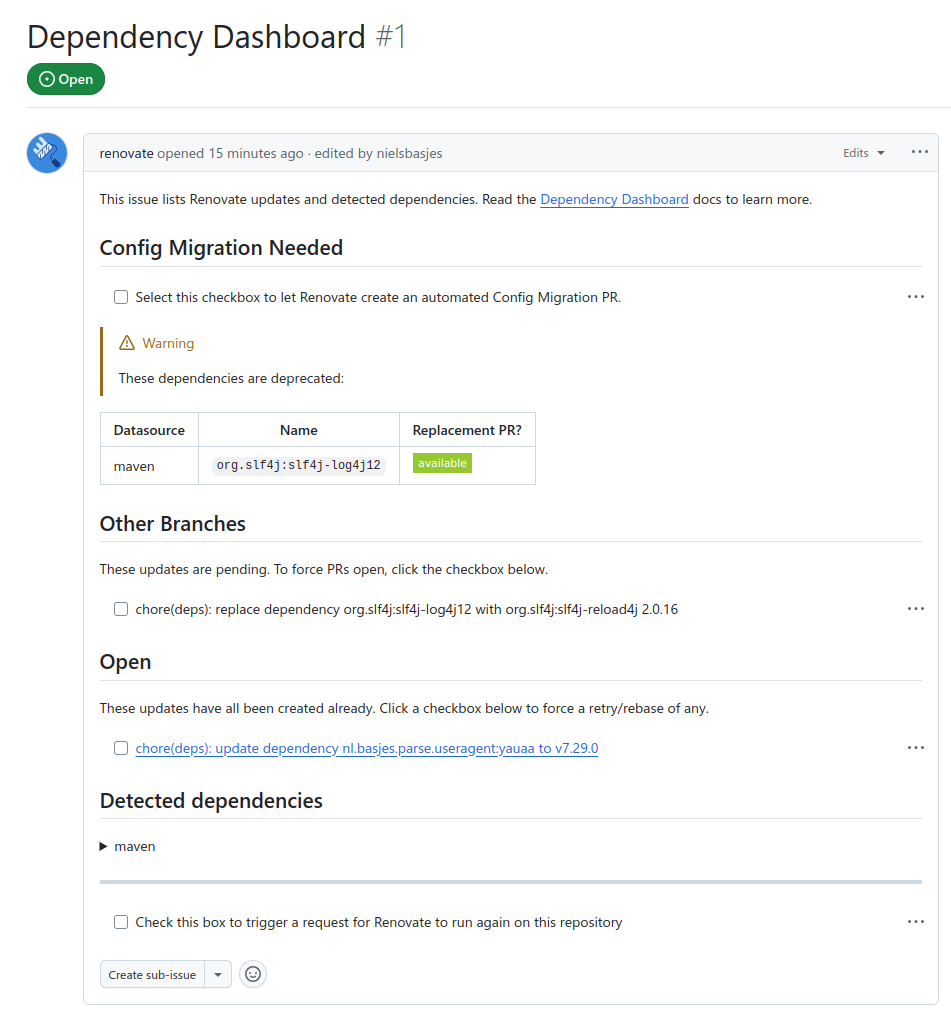 Dependency Dashboard #1
Open
renovate opened 15 minutes ago · edited by nielsbasjes
Edits
This issue lists Renovate updates and detected dependencies. Read the Dependency Dashboard docs to learn more.
Config Migration Needed
Select this checkbox to let Renovate create an automated Config Migration PR.
Warning
These dependencies are deprecated:
Datasource Name Replacement PR?
maven org.slf4j:slf4j-log4j12 available
Other Branches
These updates are pending. To force PRs open, click the checkbox below.
chore(deps): replace dependency org.slf4j:slf4j-log4j12 with org.slf4j:slf4j-reload4j 2.0.16
Open
These updates have all been created already. Click a checkbox below to force a retry/rebase of any.
chore(deps): update dependency nl.basjes.parse.useragent:yauaa to v7.29.0
Detected dependencies
maven
Check this box to trigger a request for Renovate to run again on this repository
Create sub-issue